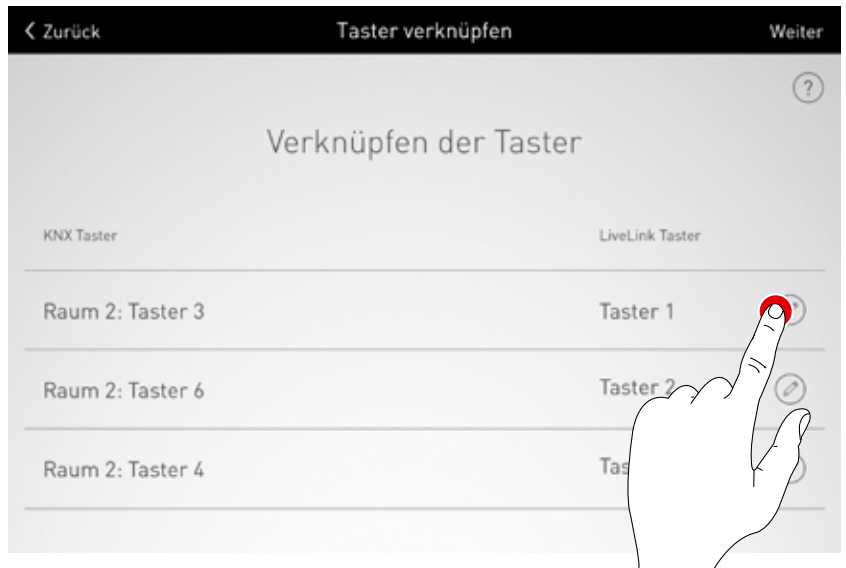 Zurück
Taster verknüpfen
Weiter
?
Verknüpfen der Taster
KNX Taster
LiveLink Taster
Raum 2: Taster 3
Taster 1
Raum 2: Taster 6
Taster 2
Raum 2: Taster 4